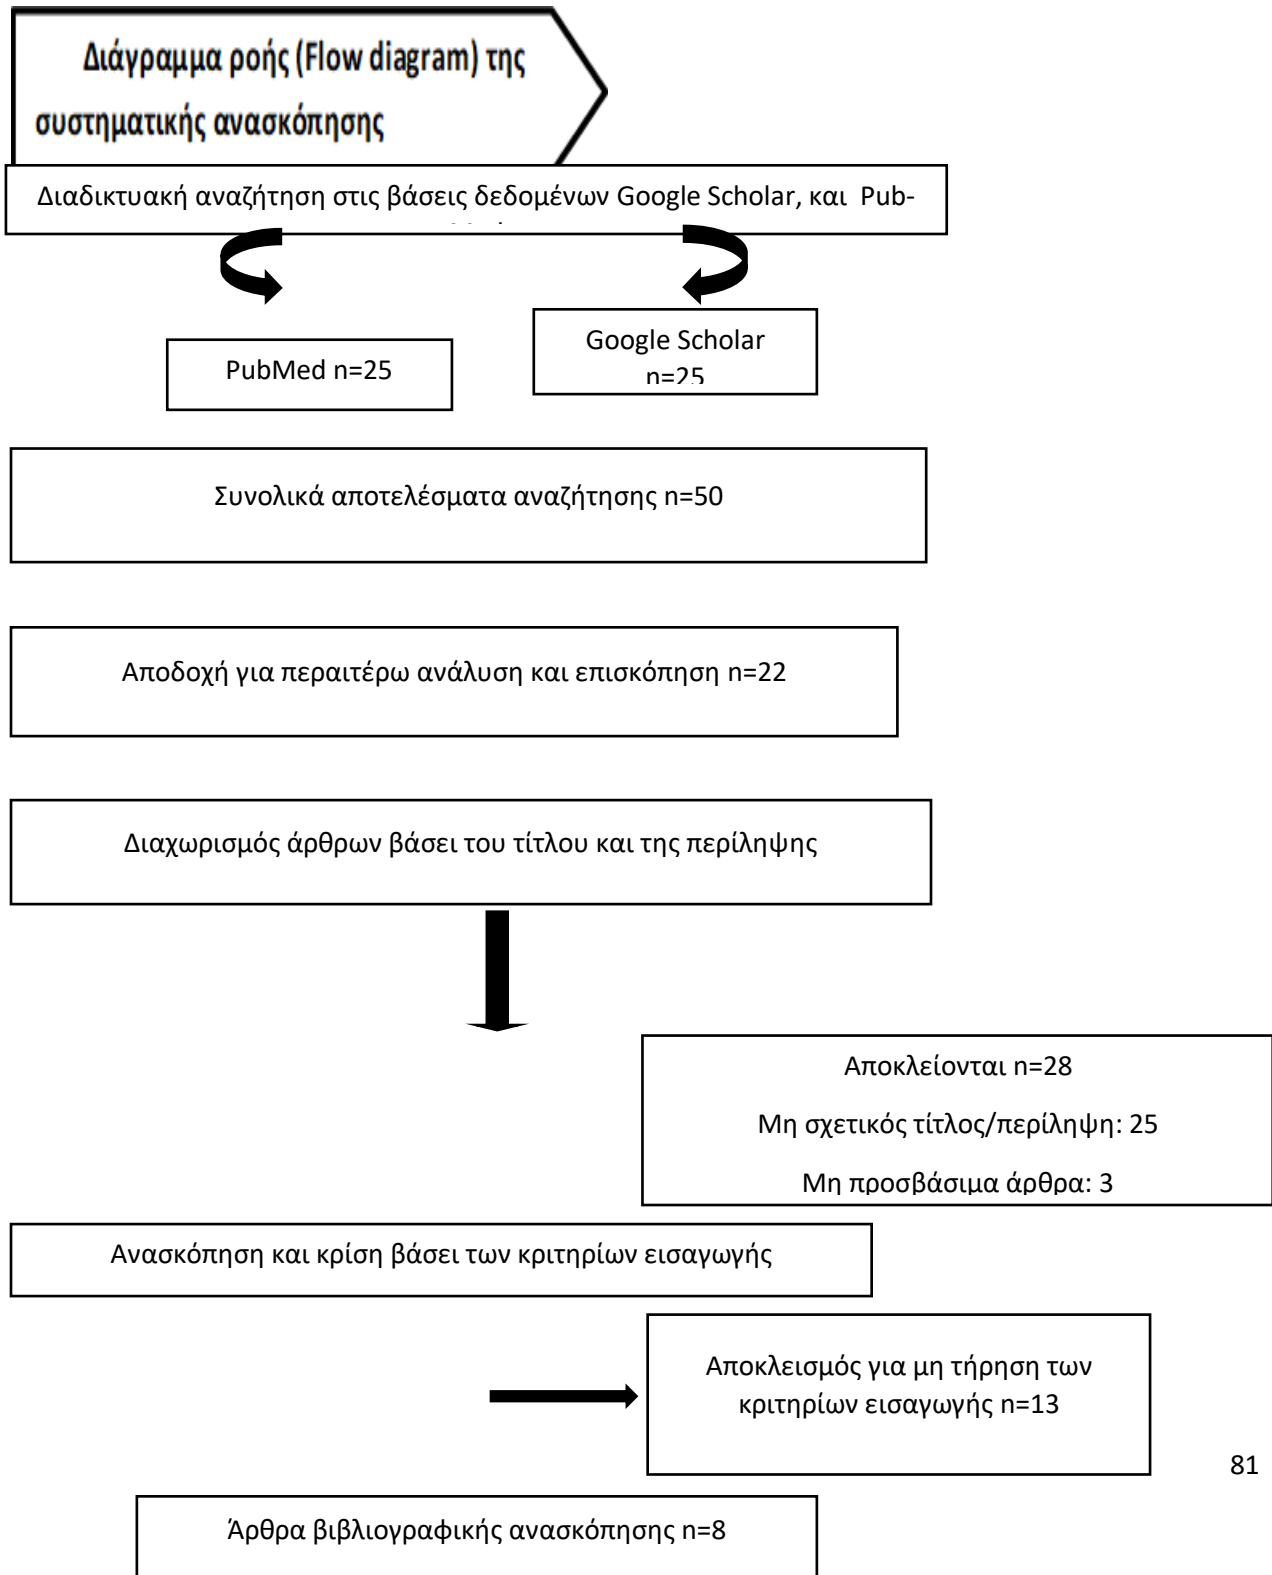 Διάγραμμα ροής (Flow diagram) της
συστηματικής ανασκόπησης
Διαδικτυακή αναζήτηση στις βάσεις δεδομένων Google Scholar, και Pub-
PubMed n=25
Google Scholar
n=25
Συνολικά αποτελέσματα αναζήτησης n=50
Αποδοχή για περαιτέρω ανάλυση και επισκόπηση n=22
Διαχωρισμός άρθρων βάσει του τίτλου και της περίληψης
Αποκλείονται n=28
Μη σχετικός τίτλος/περίληψη: 25
Μη προσβάσιμα άρθρα: 3
Ανασκόπηση και κρίση βάσει των κριτηρίων εισαγωγής
Αποκλεισμός για μη τήρηση των
κριτηρίων εισαγωγής n=13
81
Άρθρα βιβλιογραφικής ανασκόπησης n=8